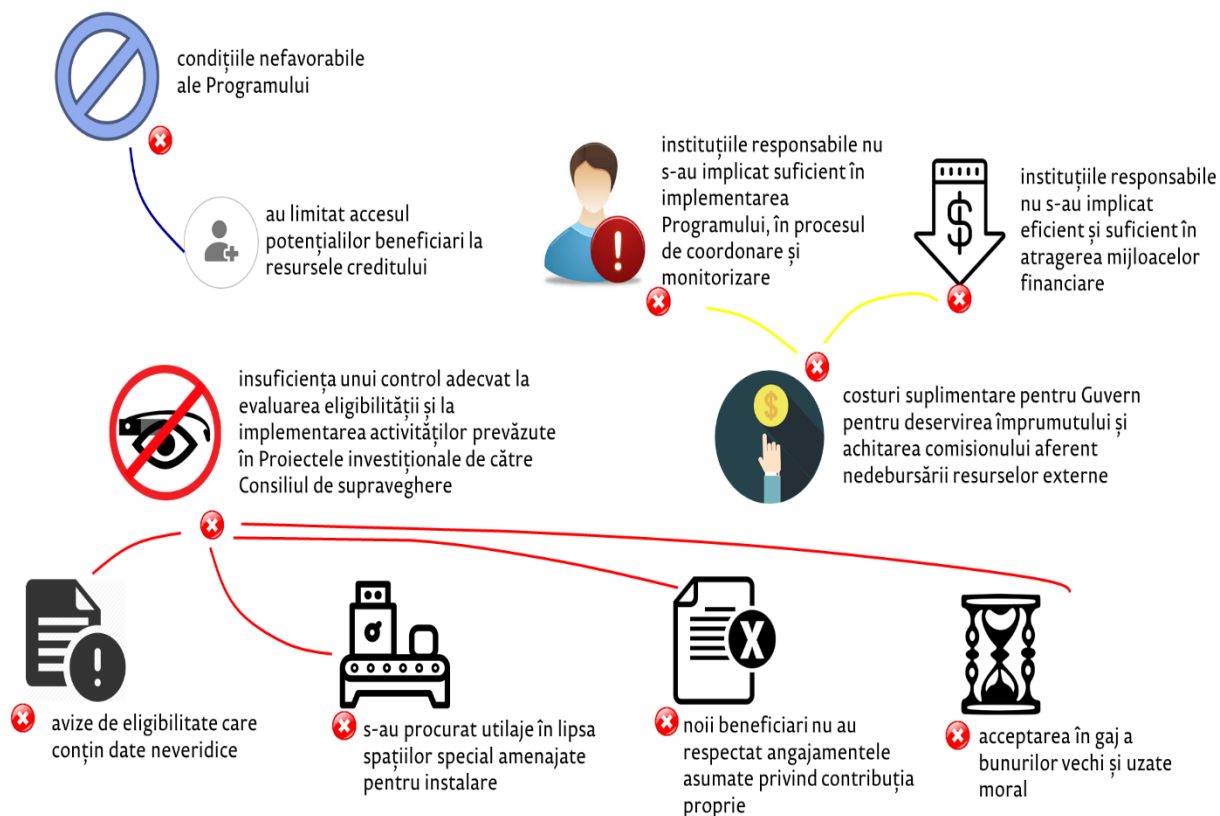 condițiile nefavorabile
ale Programului
au limitat accesul
potențialilor beneficiari la
resursele creditului
instituțiile responsabile nu
s-au implicat suficient în
implementarea
Programului, în procesul
de coordonare și
monitorizare
instituțiile responsabile
nu s-au implicat
eficient și suficient în
atragerea mijloacelor
financiare
insuficiența unui control adecvat la
evaluarea eligibilității și la
implementarea activităților prevăzute
în Proiectele investiționale de către
Consiliul de supraveghere
costuri suplimentare pentru Guvern
pentru deservirea împrumutului și
achitarea comisionului aferent
nedebursării resurselor externe
avize de eligibilitate care
conțin date neveridice
s-au procurat utilaje în lipsa
spațiilor special amenajate
pentru instalare
noii beneficiari nu au
respectat angajamentele
asumate privind contribuția
proprie
acceptarea în gaj a
bunurilor vechi și uzate
moral